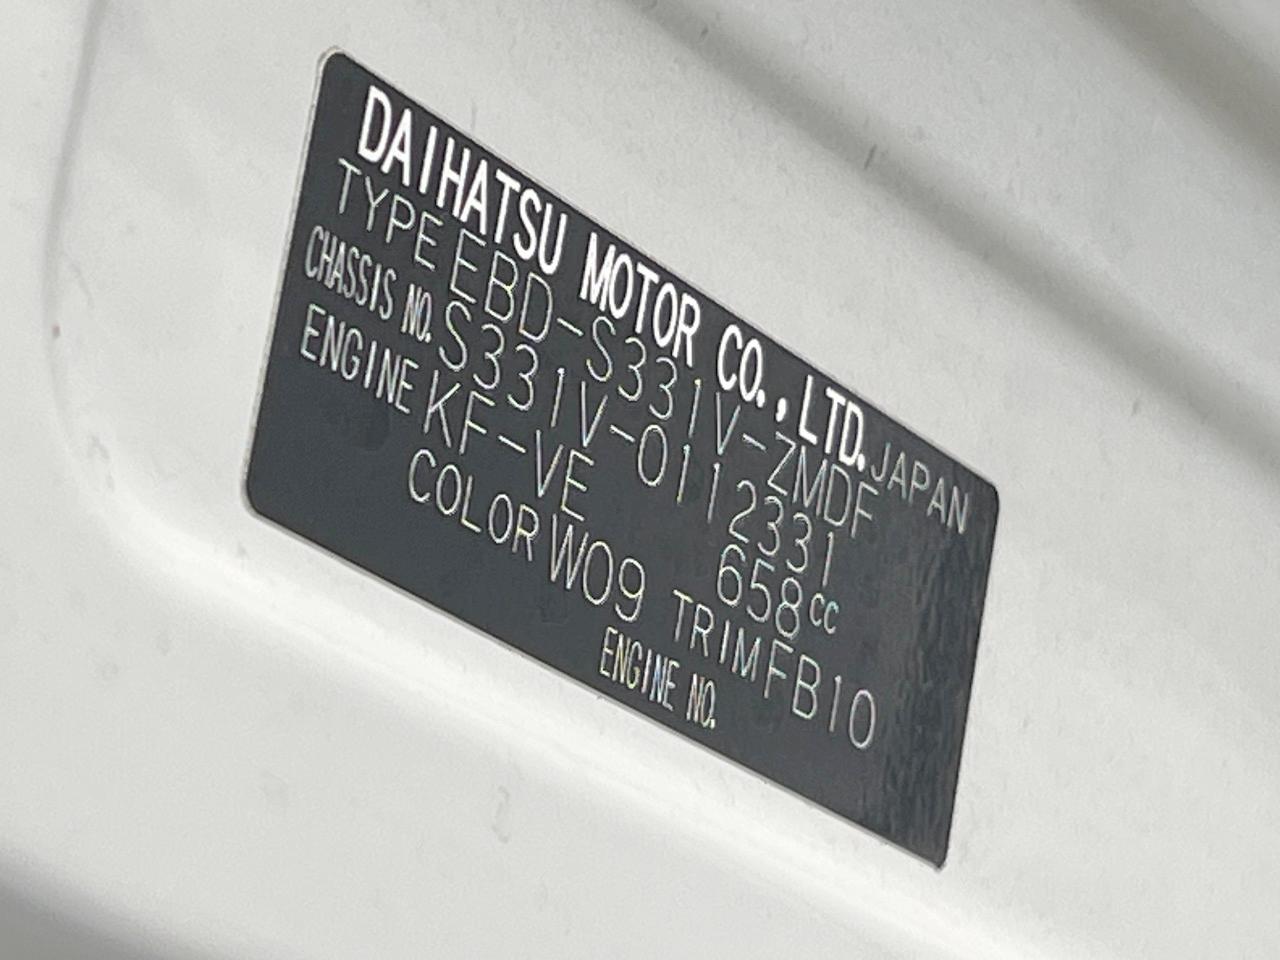 DAIHATSU MOTOR CO., LTD. JAPAN
TYPE EBD-S331V-ZMDF
CHASSIS NO. S331V-0112331
ENGINE KF-VE 658cc
COLOR W09 TRIM FB10
ENGINE NO.